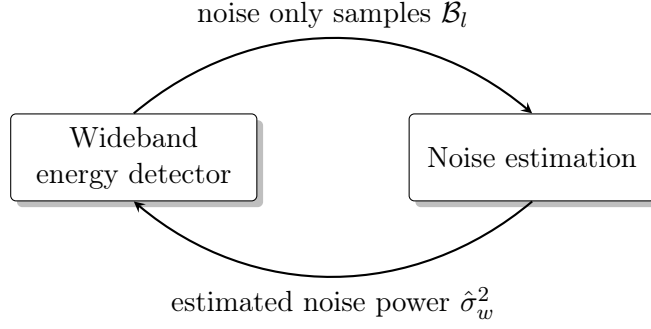 noise only samples $\mathcal{B}_l$
Wideband
energy detector
Noise estimation
estimated noise power $\hat{\sigma}_w^2$